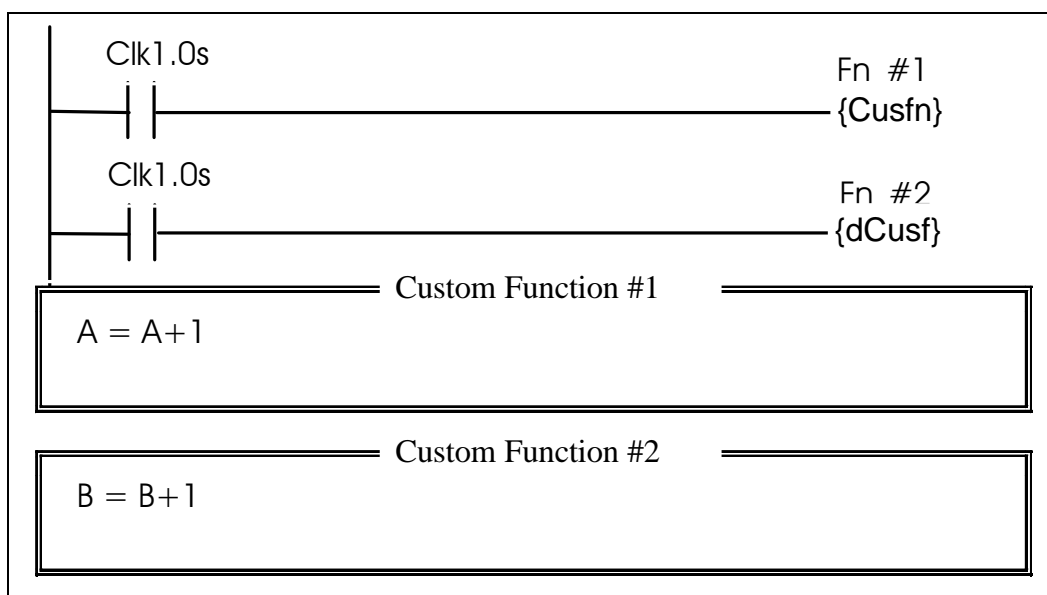 Clk1.0s
Fn #1
{Cusfn}
Clk1.0s
Fn #2
{dCusf}
Custom Function #1
A = A+1
Custom Function #2
B = B+1